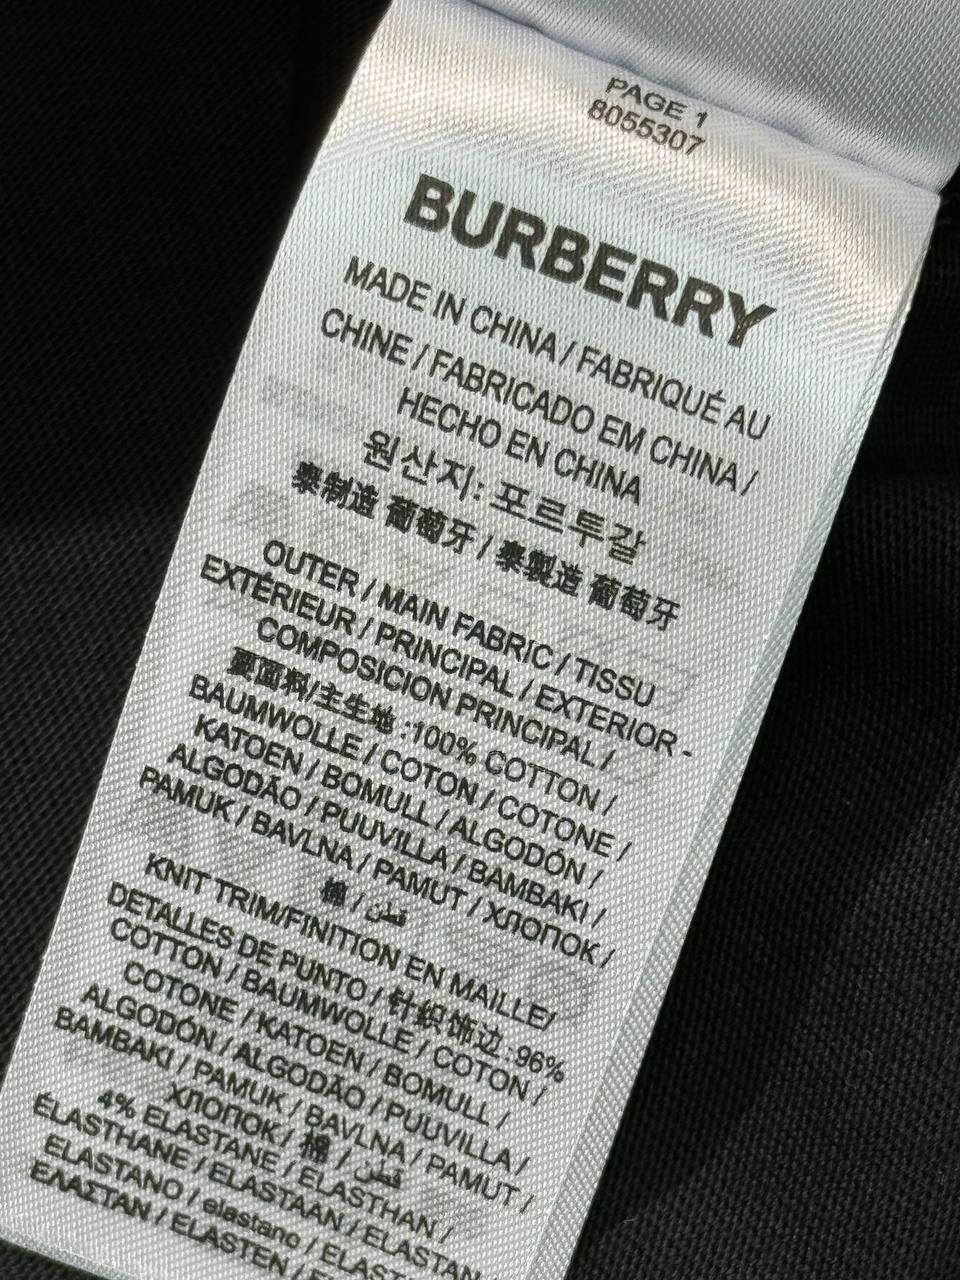 PAGE 1
8055307
BURBERRY
MADE IN CHINA / FABRIQUÉ AU
CHINE / FABRICADO EM CHINA /
HECHO EN CHINA
원산지: 포르투갈
泰制造 葡萄牙 / 泰製造 葡萄牙
OUTER / MAIN FABRIC / TISSU
EXTÉRIEUR / PRINCIPAL / EXTERIOR -
COMPOSICION PRINCIPAL /
要面料/主生地 :100% COTTON /
BAUMWOLLE / COTON / COTONE /
KATOEN / BOMULL / ALGODÓN /
ALGODÃO / PUUVILLA / BAMBAKI /
PAMUK / BAVLNA / PAMUT / ХЛОПОК /
棉 / قطن
KNIT TRIM/FINITION EN MAILLE/
DETALLES DE PUNTO / 针织饰边 :96%
COTTON / BAUMWOLLE / COTON /
COTONE / KATOEN / BOMULL /
ALGODÓN / ALGODÃO / PUUVILLA /
BAMBAKI / PAMUK / BAVLNA / PAMUT /
ХЛОПОК / 棉 / قطن
4% ELASTANE / ELASTHAN /
ÉLASTHANE / ELASTAAN / ELASTAN
ELASTANO / elastano / ELAS
ΕΛΑΣΤΑΝ / ELASTEN /